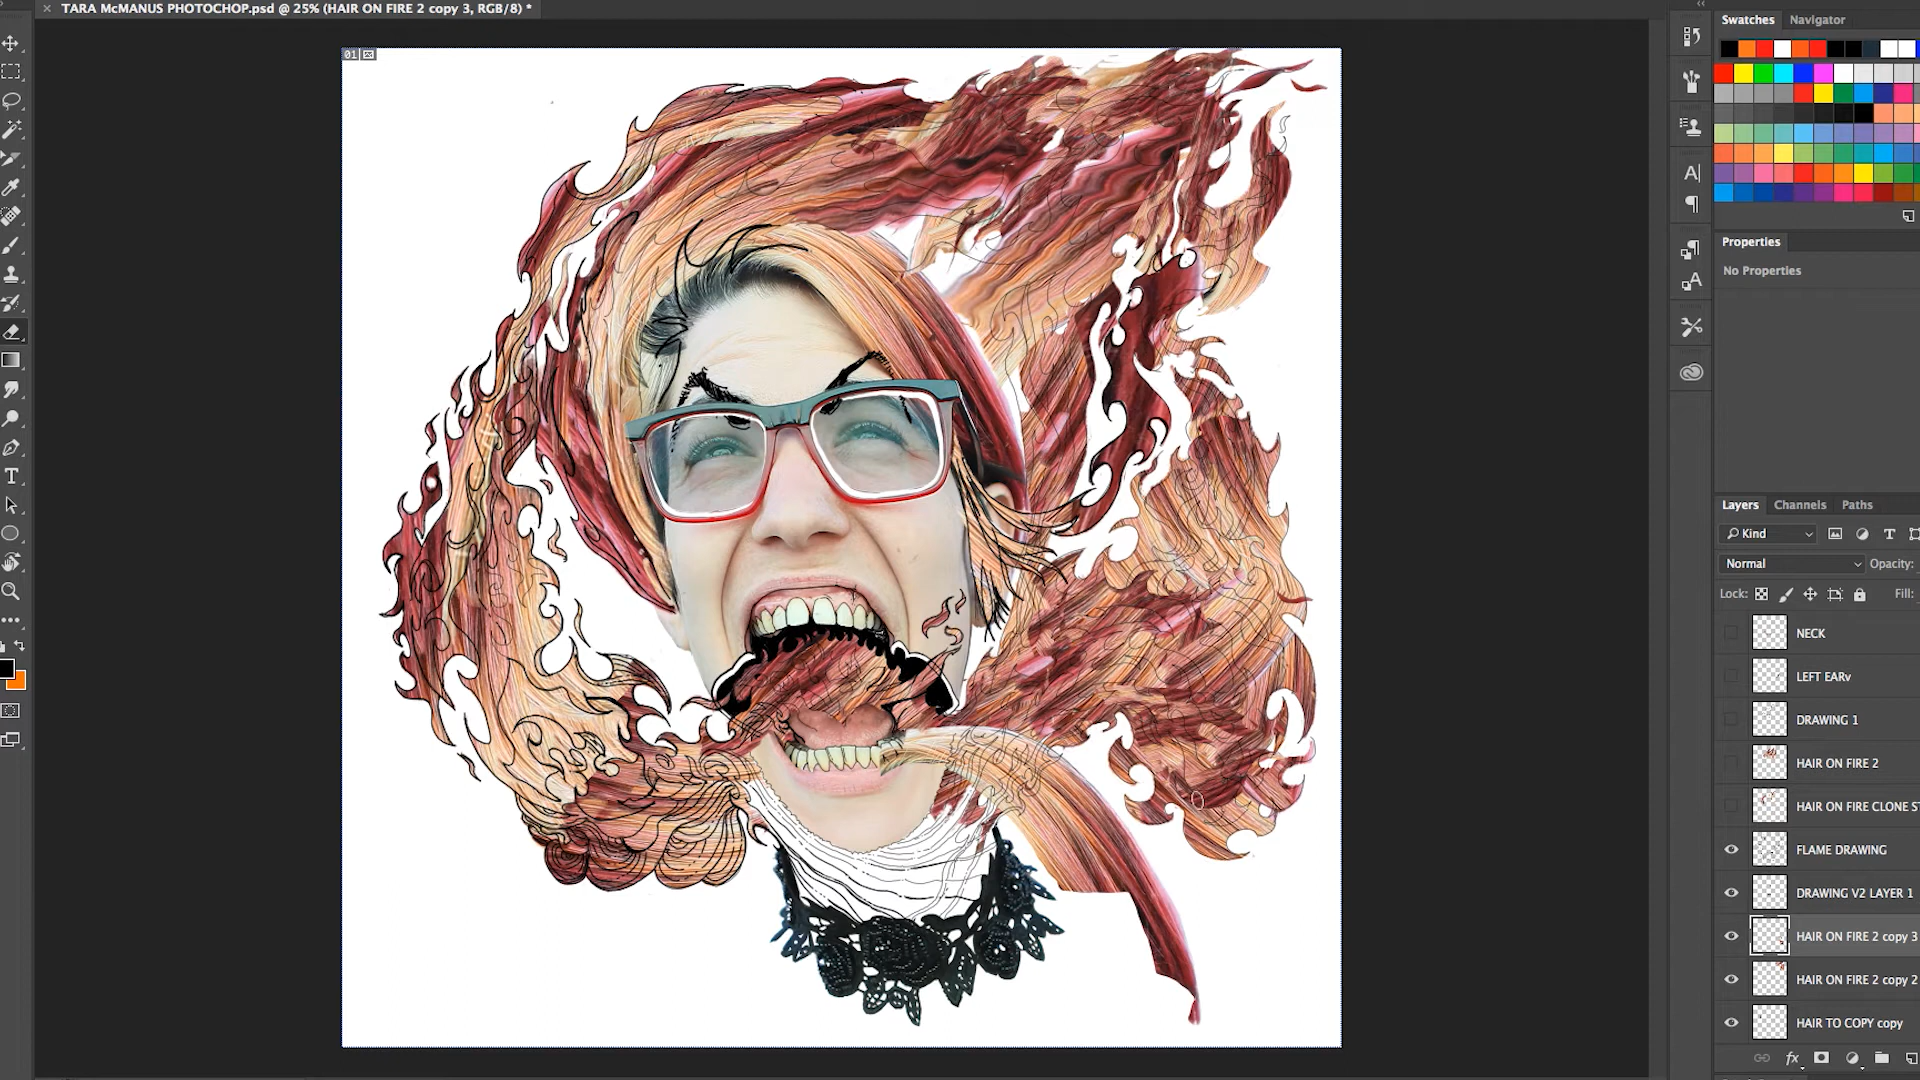 TARA McMANUS PHOTOCHOP.psd @ 25% (HAIR ON FIRE 2 copy 3, RGB/8) *
01
Swatches Navigator
Properties
No Properties
Layers Channels Paths
Kind
Normal Opacity:
Lock: Fill:
NECK
LEFT EARv
DRAWING 1
HAIR ON FIRE 2
HAIR ON FIRE CLONE ST
FLAME DRAWING
DRAWING V2 LAYER 1
HAIR ON FIRE 2 copy 3
HAIR ON FIRE 2 copy 2
HAIR TO COPY copy
fx